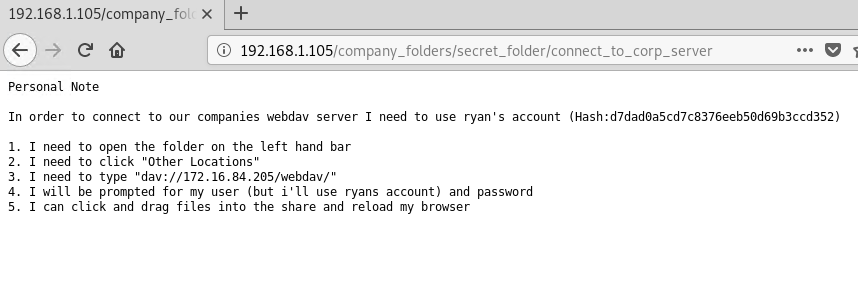 192.168.1.105/company_fol
192.168.1.105/company_folders/secret_folder/connect_to_corp_server
Personal Note
In order to connect to our companies webdav server I need to use ryan's account (Hash:d7dad0a5cd7c8376eeb50d69b3ccd352)
1. I need to open the folder on the left hand bar
2. I need to click "Other Locations"
3. I need to type "dav://172.16.84.205/webdav/"
4. I will be prompted for my user (but i'll use ryans account) and password
5. I can click and drag files into the share and reload my browser